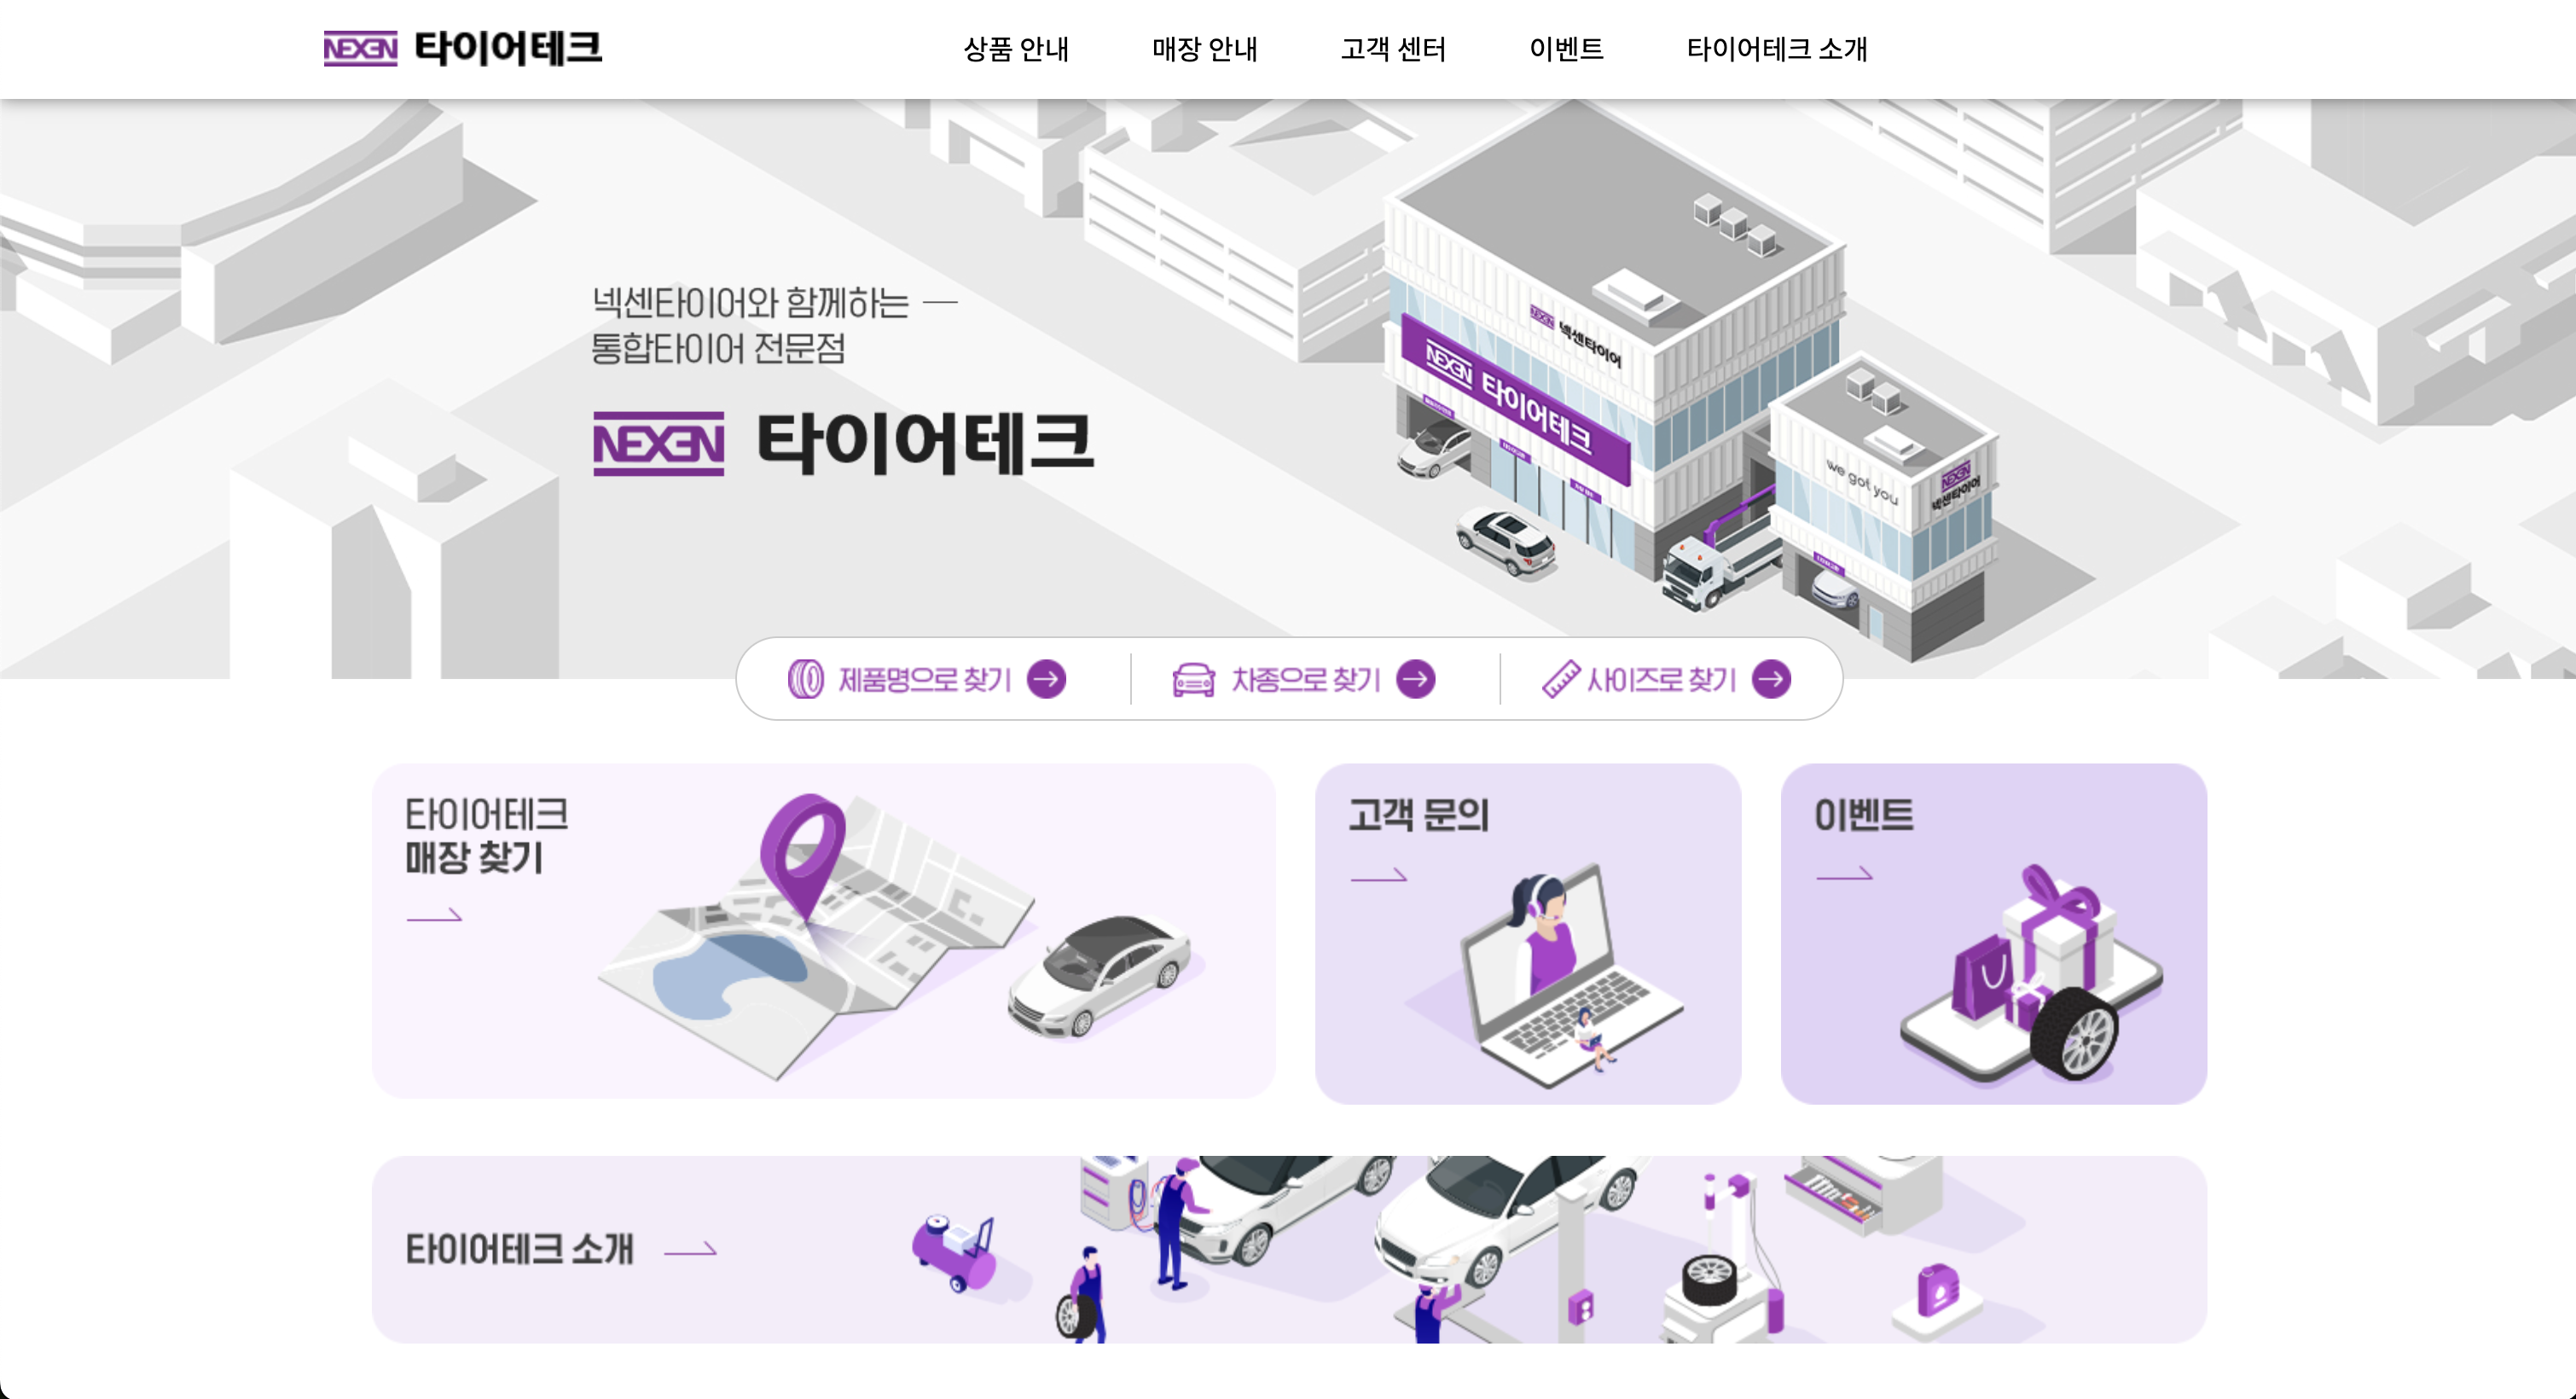 NEXEN 타이어테크
상품 안내
매장 안내
고객 센터
이벤트
타이어테크 소개
넥센타이어와 함께하는
통합타이어 전문점
NEXEN 타이어테크
NEXEN 넥센타이어
NEXEN 타이어테크
we got you
NEXEN
넥센타이어
제품명으로 찾기
차종으로 찾기
사이즈로 찾기
타이어테크
매장 찾기
고객 문의
이벤트
타이어테크 소개